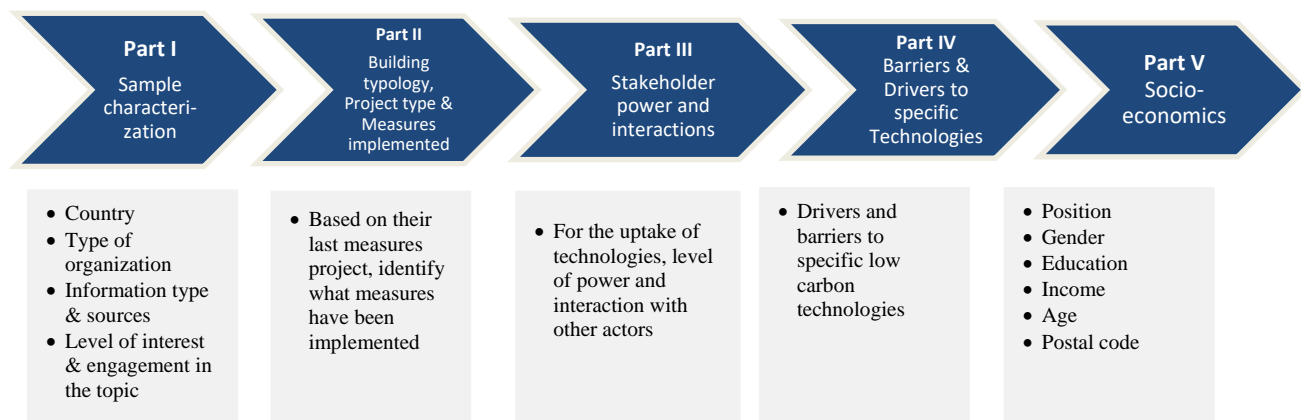 Part I
Sample
characteri-
zation
Part II
Building
typology,
Project type &
Measures
implemented
Part III
Stakeholder
power and
interactions
Part IV
Barriers &
Drivers to
specific
Technologies
Part V
Socio-
economics
• Country
• Type of
organization
• Information type
& sources
• Level of interest
& engagement in
the topic
• Based on their
last measures
project, identify
what measures
have been
implemented
• For the uptake of
technologies, level
of power and
interaction with
other actors
• Drivers and
barriers to
specific low
carbon
technologies
• Position
• Gender
• Education
• Income
• Age
• Postal code